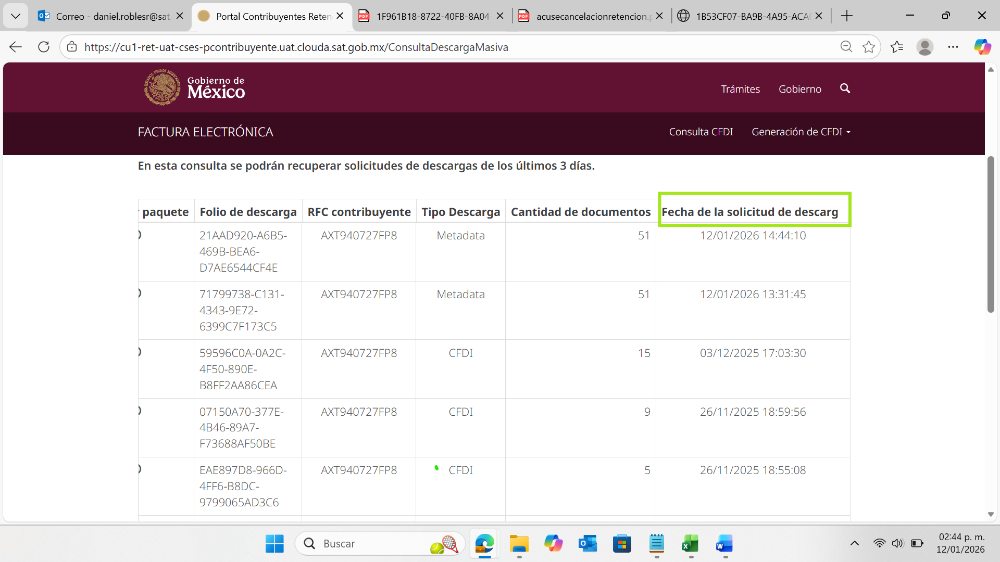 Correo - daniel.roblesr@sat.
Portal Contribuyentes Reten
1F961B18-8722-40FB-8A04-
acusecancelacionretencion.p
1B53CF07-BA9B-4A95-ACA
https://cu1-ret-uat-cses-pcontribuyente.uat.clouda.sat.gob.mx/ConsultaDescargaMasiva
Gobierno de
México
Trámites
Gobierno
FACTURA ELECTRÓNICA
Consulta CFDI
Generación de CFDI
En esta consulta se podrán recuperar solicitudes de descargas de los últimos 3 días.
paquete Folio de descarga RFC contribuyente Tipo Descarga Cantidad de documentos Fecha de la solicitud de descarg
21AAD920-A6B5- AXT940727FP8 Metadata 51 12/01/2026 14:44:10
469B-BEA6-
D7AE6544CF4E
71799738-C131- AXT940727FP8 Metadata 51 12/01/2026 13:31:45
4343-9E72-
6399C7F173C5
59596C0A-0A2C- AXT940727FP8 CFDI 15 03/12/2025 17:03:30
4F50-890E-
B8FF2AA86CEA
07150A70-377E- AXT940727FP8 CFDI 9 26/11/2025 18:59:56
4B46-89A7-
F73688AF50BE
EAE897D8-966D- AXT940727FP8 CFDI 5 26/11/2025 18:55:08
4FF6-B8DC-
9799065AD3C6
Buscar
02:44 p. m.
12/01/2026